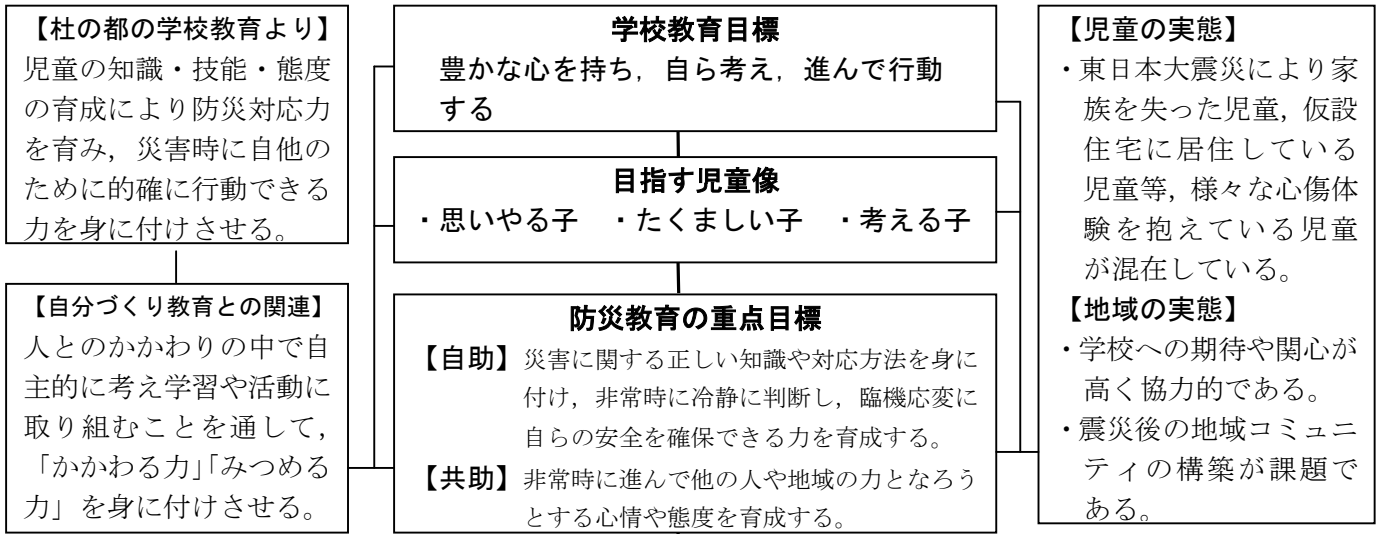 【杜の都の学校教育より】
児童の知識・技能・態度
の育成により防災対応力
を育み，災害時に自他の
ために的確に行動できる
力を身に付けさせる。
【自分づくり教育との関連】
人とのかかわりの中で自
主的に考え学習や活動に
取り組むことを通して，
「かかわる力」「みつめる
力」を身に付けさせる。
学校教育目標
豊かな心を持ち，自ら考え，進んで行動
する
目指す児童像
・思いやる子　・たくましい子　・考える子
防災教育の重点目標
【自助】災害に関する正しい知識や対応方法を身に
付け，非常時に冷静に判断し，臨機応変に
自らの安全を確保できる力を育成する。
【共助】非常時に進んで他の人や地域の力となろう
とする心情や態度を育成する。
【児童の実態】
・東日本大震災により家
族を失った児童，仮設
住宅に居住している
児童等，様々な心傷体
験を抱えている児童
が混在している。
【地域の実態】
・学校への期待や関心が
高く協力的である。
・震災後の地域コミュニ
ティの構築が課題で
ある。